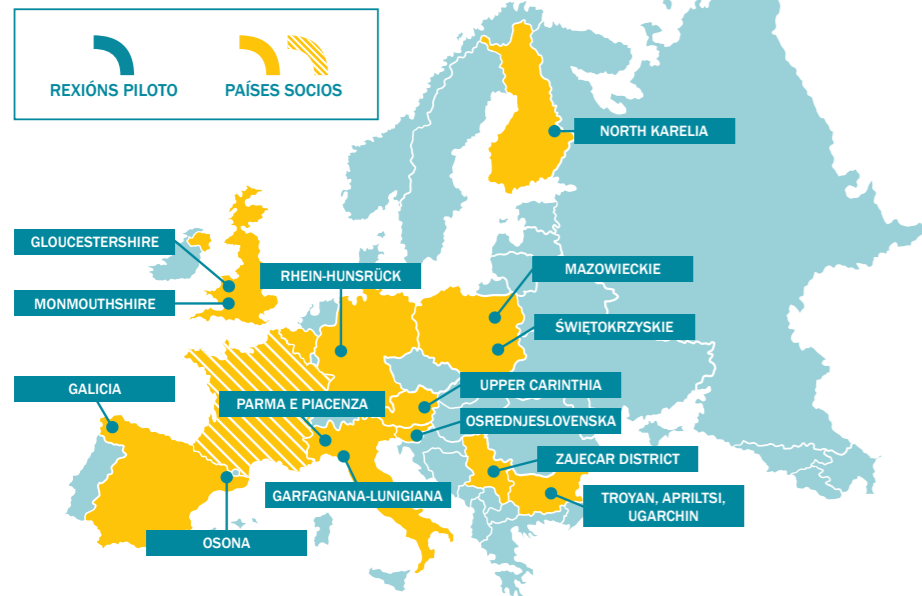 REXIÓNS PILOTO
PAÍSES SOCIOS
NORTH KARELIA
GLOUCESTERSHIRE
RHEIN-HUNSRÜCK
MAZOWIECKIE
MONMOUTHSHIRE
ŚWIĘTOKRZYSKIE
GALICIA
UPPER CARINTHIA
PARMA E PIACENZA
OSREDNJESLOVENSKA
ZAJECAR DISTRICT
GARFAGNANA-LUNIGIANA
TROYAN, APRILTSI,
UGARCHIN
OSONA